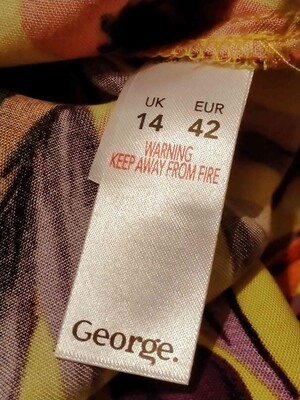 UK EUR
14 42
WARNING
KEEP AWAY FROM FIRE
George.